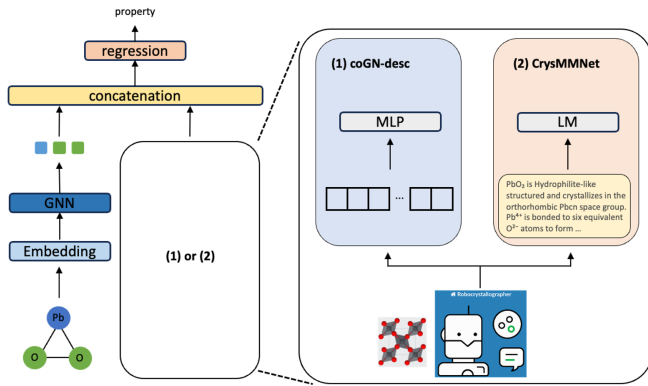 property
regression
concatenation
GNN
Embedding
Pb
O
O
(1) or (2)
(1) coGN-desc
MLP
...
(2) CrysMMNet
LM
PbO₂ is Hydrophilite-like
structured and crystallizes in the
orthorhombic Pbcn space group.
Pb⁴⁺ is bonded to six equivalent
O²⁻ atoms to form ...
Robocrystallographer